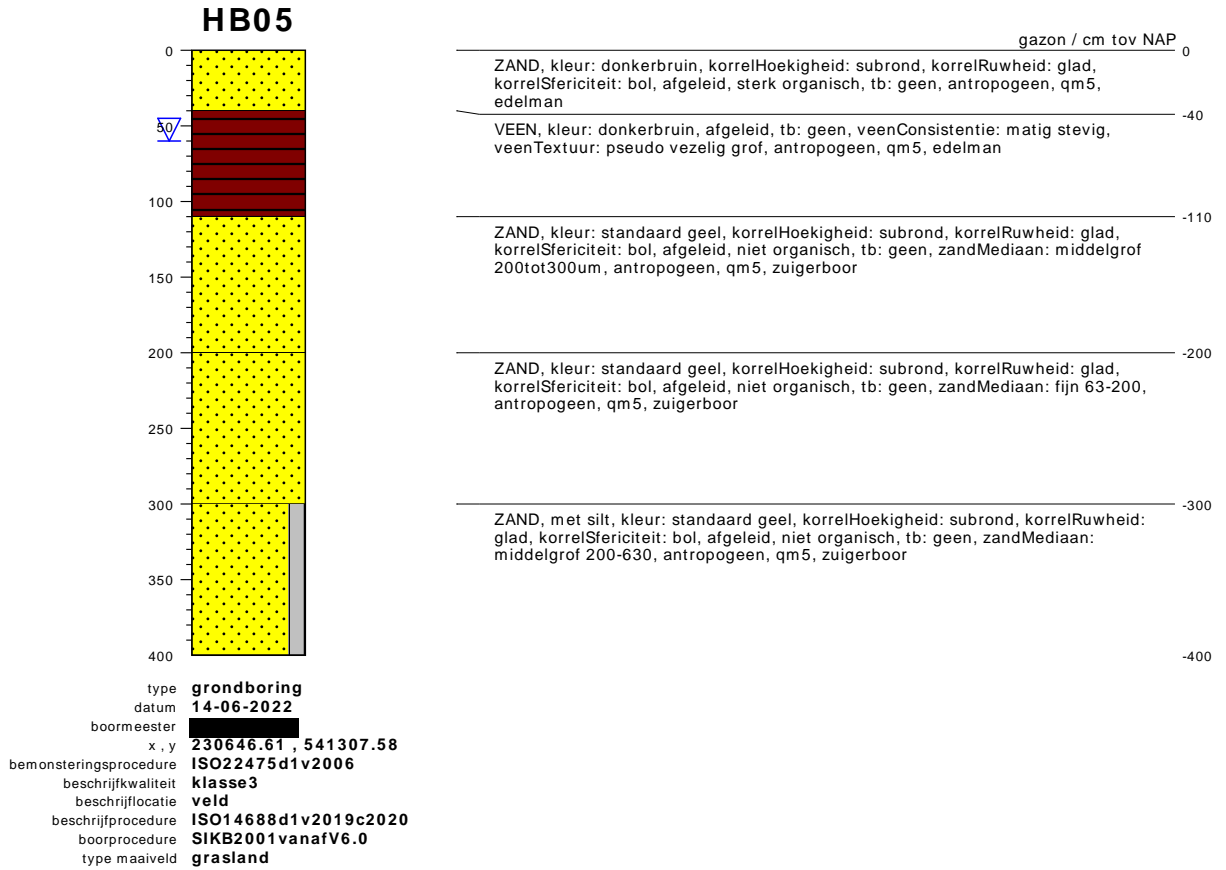 HB05
gazon / cm tov NAP
0
0
ZAND, kleur: donkerbruin, korrelHoekigheid: subrond, korrelRuwheid: glad,
korrelSfericiteit: bol, afgeleid, sterk organisch, tb: geen, antropogeen, qm5,
edelman
-40
50
VEEN, kleur: donkerbruin, afgeleid, tb: geen, veenConsistentie: matig stevig,
veenTextuur: pseudo vezelig grof, antropogeen, qm5, edelman
100
-110
ZAND, kleur: standaard geel, korrelHoekigheid: subrond, korrelRuwheid: glad,
korrelSfericiteit: bol, afgeleid, niet organisch, tb: geen, zandMediaan: middelgrof
200tot300um, antropogeen, qm5, zuigerboor
150
200
-200
ZAND, kleur: standaard geel, korrelHoekigheid: subrond, korrelRuwheid: glad,
korrelSfericiteit: bol, afgeleid, niet organisch, tb: geen, zandMediaan: fijn 63-200,
antropogeen, qm5, zuigerboor
250
300
-300
ZAND, met silt, kleur: standaard geel, korrelHoekigheid: subrond, korrelRuwheid:
glad, korrelSfericiteit: bol, afgeleid, niet organisch, tb: geen, zandMediaan:
middelgrof 200-630, antropogeen, qm5, zuigerboor
350
400
-400
type grondboring
datum 14-06-2022
boormeester
x , y 230646.61 , 541307.58
bemonsteringsprocedure ISO22475d1v2006
beschrijfkwaliteit klasse3
beschrijflocatie veld
beschrijfprocedure ISO14688d1v2019c2020
boorprocedure SIKB2001vanafV6.0
type maaiveld grasland